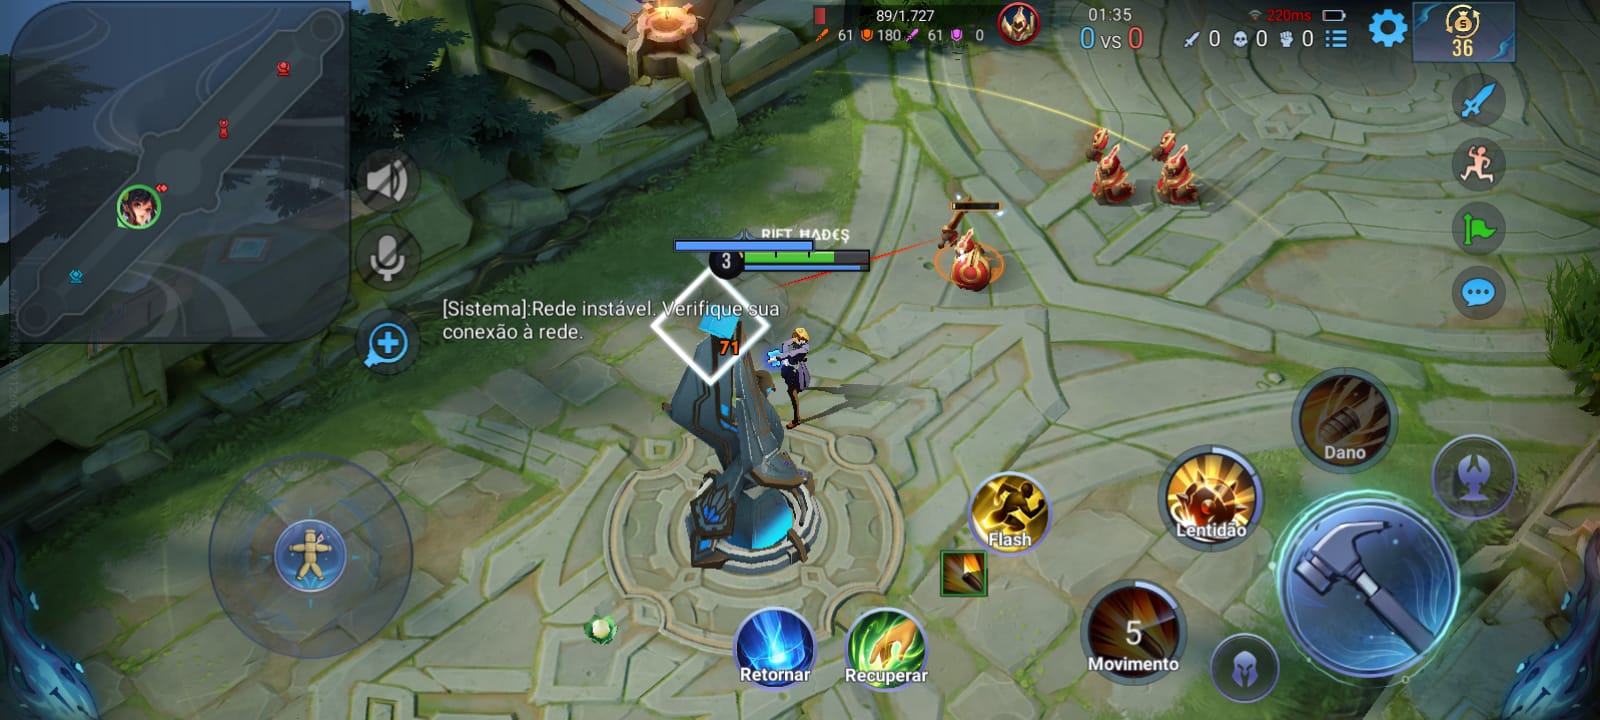 89/1.727
61 180 61 0
01:35
0 vs 0
220ms
0 0 0
36
RIFT HΔDЄŞ
3
[Sistema]:Rede instável. Verifique sua
conexão à rede.
71
Dano
Lentidão
Flash
5
Movimento
Retornar
Recuperar